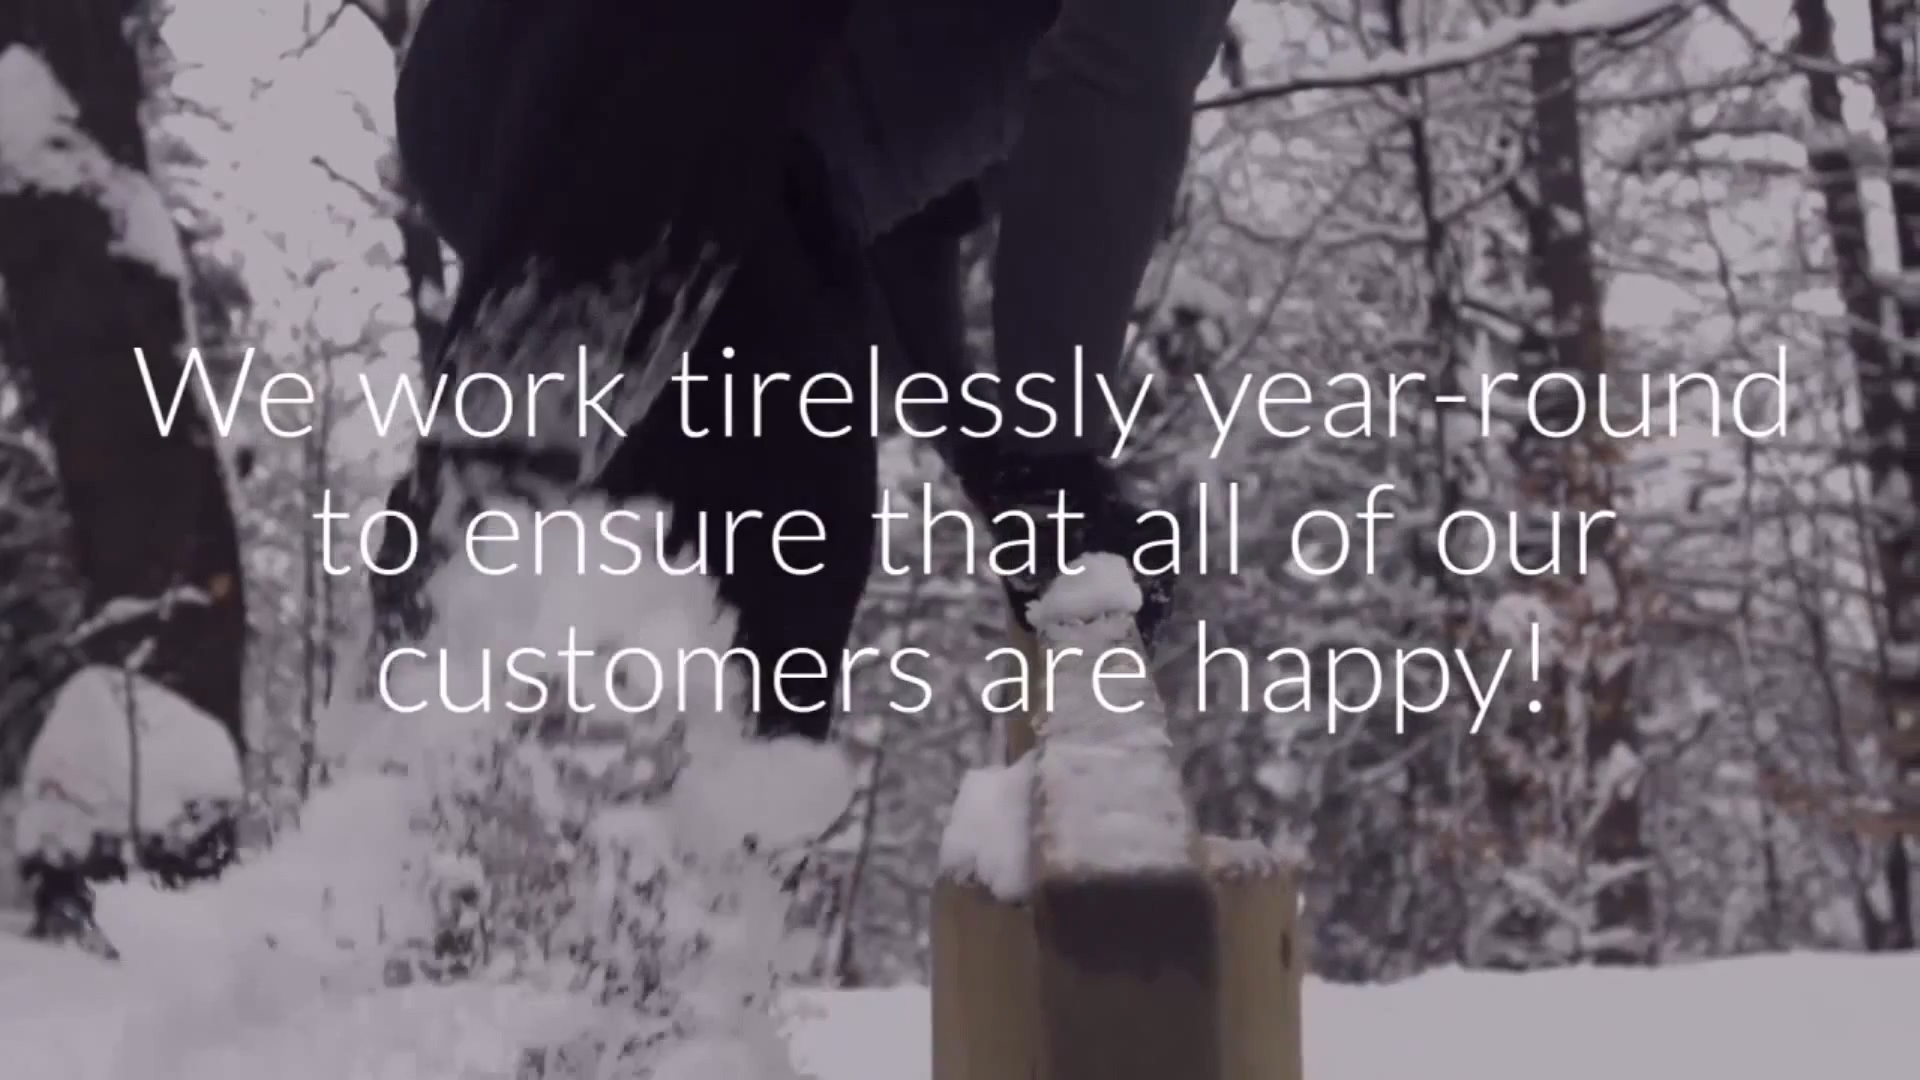 We work tirelessly year-round
to ensure that all of our
customers are happy!